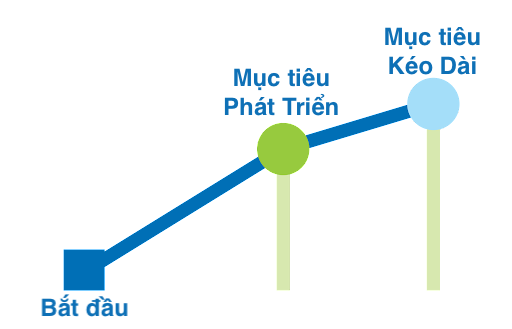 Mục tiêu
Kéo Dài
Mục tiêu
Phát Triển
Bắt đầu